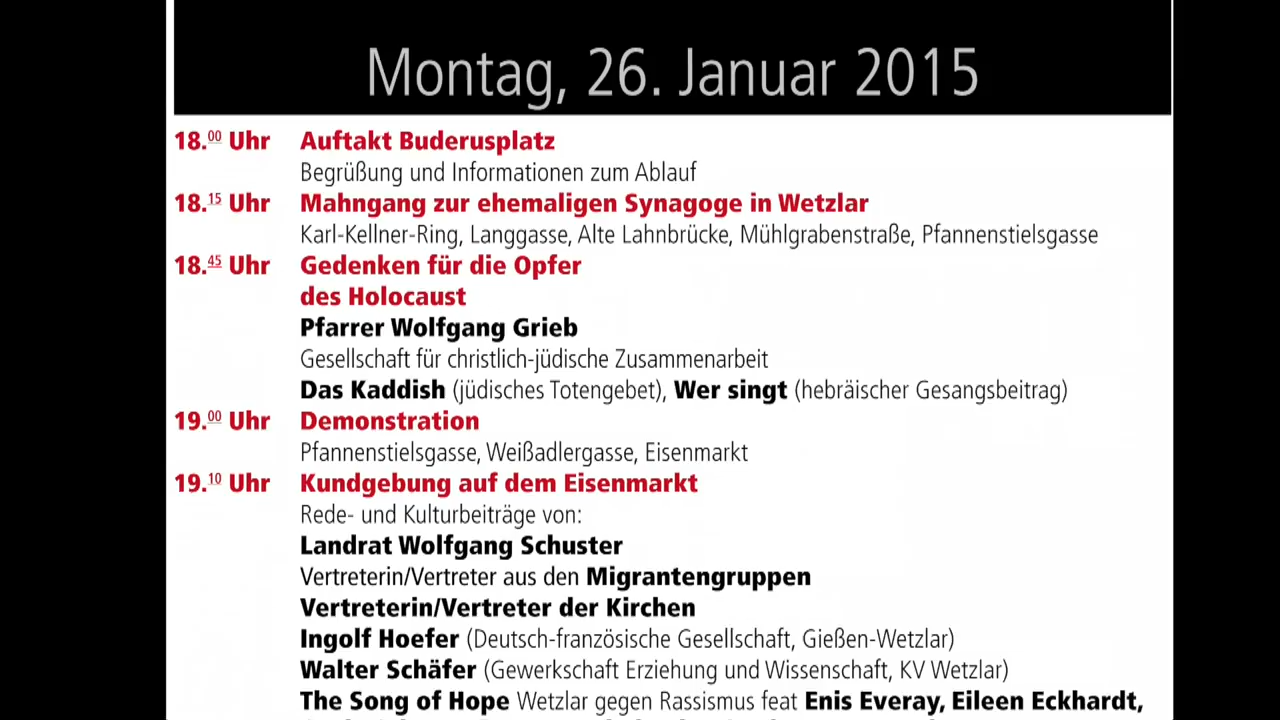 Montag, 26. Januar 2015
18.00 Uhr Auftakt Buderusplatz
Begrüßung und Informationen zum Ablauf
18.15 Uhr Mahngang zur ehemaligen Synagoge in Wetzlar
Karl-Kellner-Ring, Langgasse, Alte Lahnbrücke, Mühlgrabenstraße, Pfannenstielsgasse
18.45 Uhr Gedenken für die Opfer
des Holocaust
Pfarrer Wolfgang Grieb
Gesellschaft für christlich-jüdische Zusammenarbeit
Das Kaddish (jüdisches Totengebet), Wer singt (hebräischer Gesangsbeitrag)
19.00 Uhr Demonstration
Pfannenstielsgasse, Weißadlergasse, Eisenmarkt
19.10 Uhr Kundgebung auf dem Eisenmarkt
Rede- und Kulturbeiträge von:
Landrat Wolfgang Schuster
Vertreterin/Vertreter aus den Migrantengruppen
Vertreterin/Vertreter der Kirchen
Ingolf Hoefer (Deutsch-französische Gesellschaft, Gießen-Wetzlar)
Walter Schäfer (Gewerkschaft Erziehung und Wissenschaft, KV Wetzlar)
The Song of Hope Wetzlar gegen Rassismus feat Enis Everay, Eileen Eckhardt,